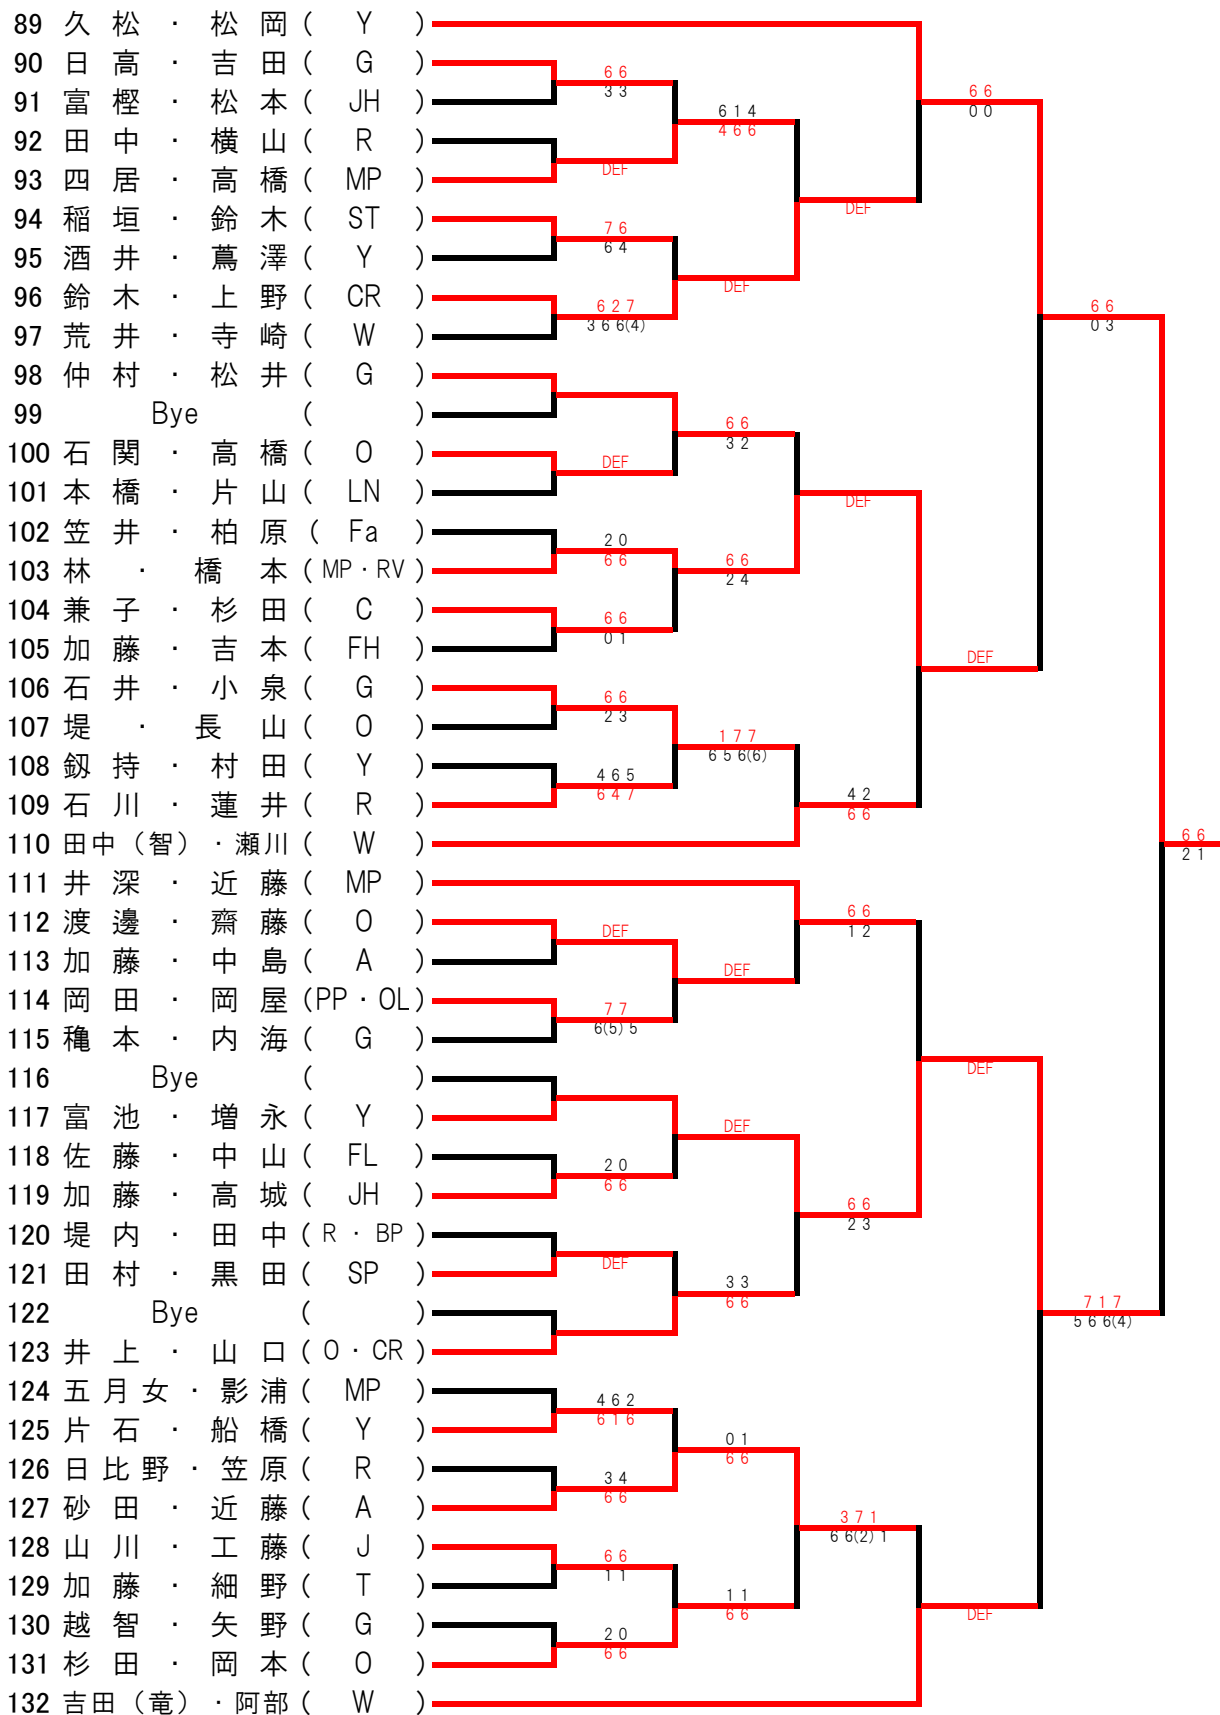 89 久松・松岡 ( Y )
90 日高・吉田 ( G )
6 6
3 3
91 富樫・松本 ( JH )
6 6
0 0
6 1 4
4 6 6
92 田中・横山 ( R )
DEF
93 四居・高橋 ( MP )
94 稲垣・鈴木 ( ST )
DEF
7 6
6 4
95 酒井・蔦澤 ( Y )
DEF
96 鈴木・上野 ( CR )
6 2 7
3 6 6(4)
6 6
0 3
97 荒井・寺崎 ( W )
98 仲村・松井 ( G )
99 Bye ( )
6 6
3 2
100 石関・高橋 ( O )
DEF
101 本橋・片山 ( LN )
DEF
102 笠井・柏原 ( Fa )
2 0
6 6
103 林・橋本 ( MP・RV )
6 6
2 4
104 兼子・杉田 ( C )
6 6
0 1
105 加藤・吉本 ( FH )
DEF
106 石井・小泉 ( G )
6 6
2 3
107 堤・長山 ( O )
1 7 7
6 5 6(6)
108 釼持・村田 ( Y )
4 6 5
6 4 7
109 石川・蓮井 ( R )
4 2
6 6
110 田中（智）・瀬川 ( W )
6 6
2 1
111 井深・近藤 ( MP )
6 6
1 2
112 渡邊・齋藤 ( O )
DEF
113 加藤・中島 ( A )
DEF
114 岡田・岡屋 (PP・OL)
7 7
6(5) 5
115 穐本・内海 ( G )
DEF
116 Bye ( )
117 富池・増永 ( Y )
DEF
118 佐藤・中山 ( FL )
2 0
6 6
119 加藤・高城 ( JH )
6 6
2 3
120 堤内・田中 ( R・BP )
DEF
121 田村・黒田 ( SP )
3 3
6 6
122 Bye ( )
7 1 7
5 6 6(4)
123 井上・山口 ( O・CR )
124 五月女・影浦 ( MP )
4 6 2
6 1 6
125 片石・船橋 ( Y )
0 1
6 6
126 日比野・笠原 ( R )
3 4
6 6
127 砂田・近藤 ( A )
3 7 1
6 6(2) 1
128 山川・工藤 ( J )
6 6
1 1
129 加藤・細野 ( T )
1 1
6 6
DEF
130 越智・矢野 ( G )
2 0
6 6
131 杉田・岡本 ( O )
132 吉田（竜）・阿部 ( W )